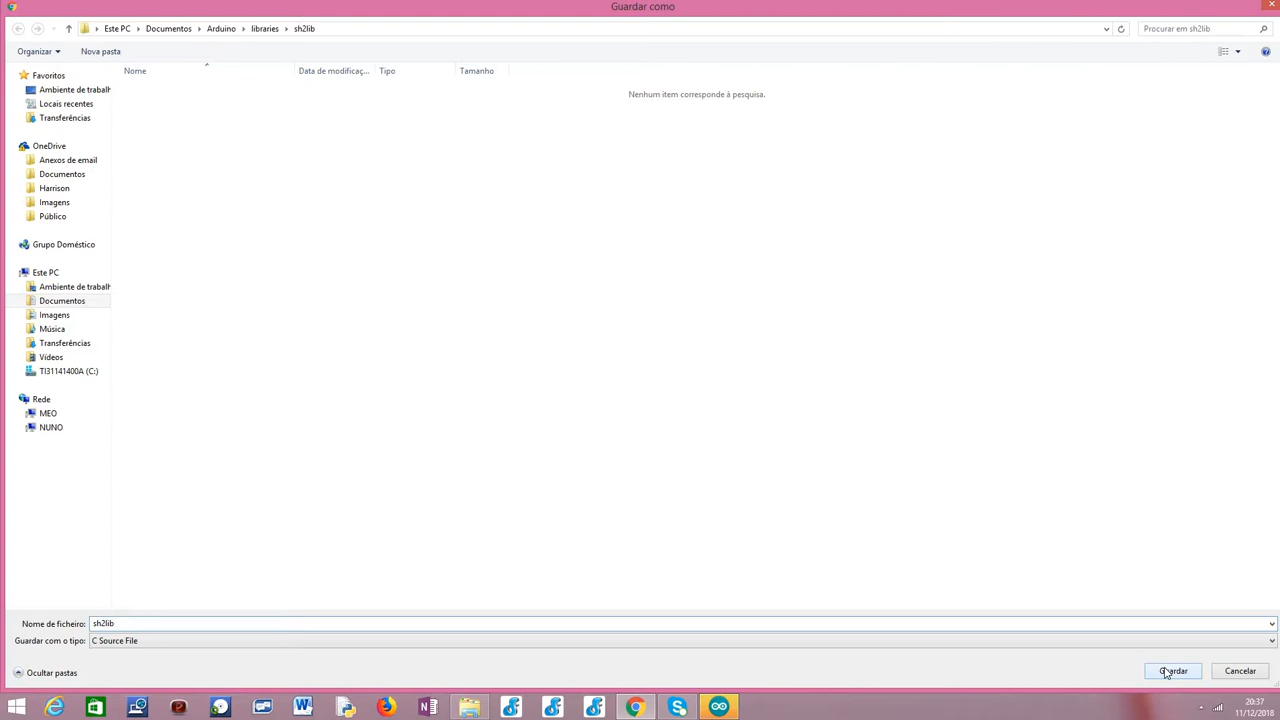 Guardar como
Este PC
Documentos
Arduino
libraries
sh2lib
Procurar em sh2lib
Organizar
Nova pasta
Nome
Data de modificaç...
Tipo
Tamanho
Nenhum item corresponde à pesquisa.
Favoritos
Ambiente de trabalh
Locais recentes
Transferências
OneDrive
Anexos de email
Documentos
Harrison
Imagens
Público
Grupo Doméstico
Este PC
Ambiente de trabalh
Documentos
Imagens
Música
Transferências
Vídeos
TI31141400A (C:)
Rede
MEO
NUNO
Nome de ficheiro: sh2lib
Guardar com o tipo: C Source File
Ocultar pastas
Guardar
Cancelar
20:37
11/12/2018